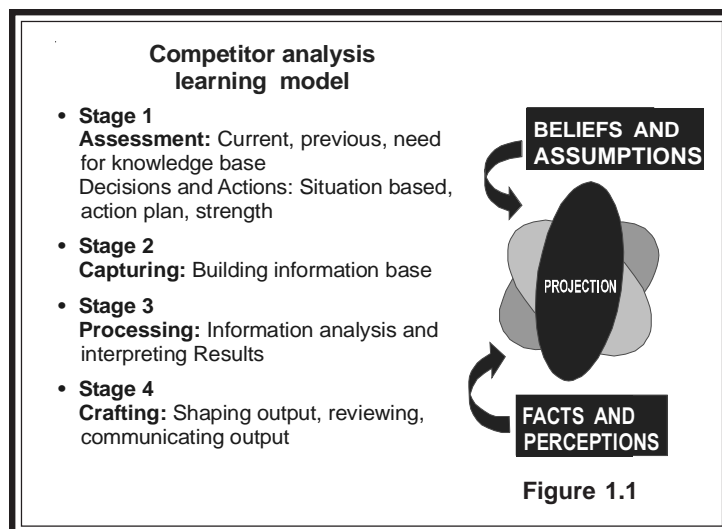 Competitor analysis
learning model
• Stage 1
Assessment: Current, previous, need
for knowledge base
Decisions and Actions: Situation based,
action plan, strength
• Stage 2
Capturing: Building information base
• Stage 3
Processing: Information analysis and
interpreting Results
• Stage 4
Crafting: Shaping output, reviewing,
communicating output
BELIEFS AND
ASSUMPTIONS
PROJECTION
FACTS AND
PERCEPTIONS
Figure 1.1